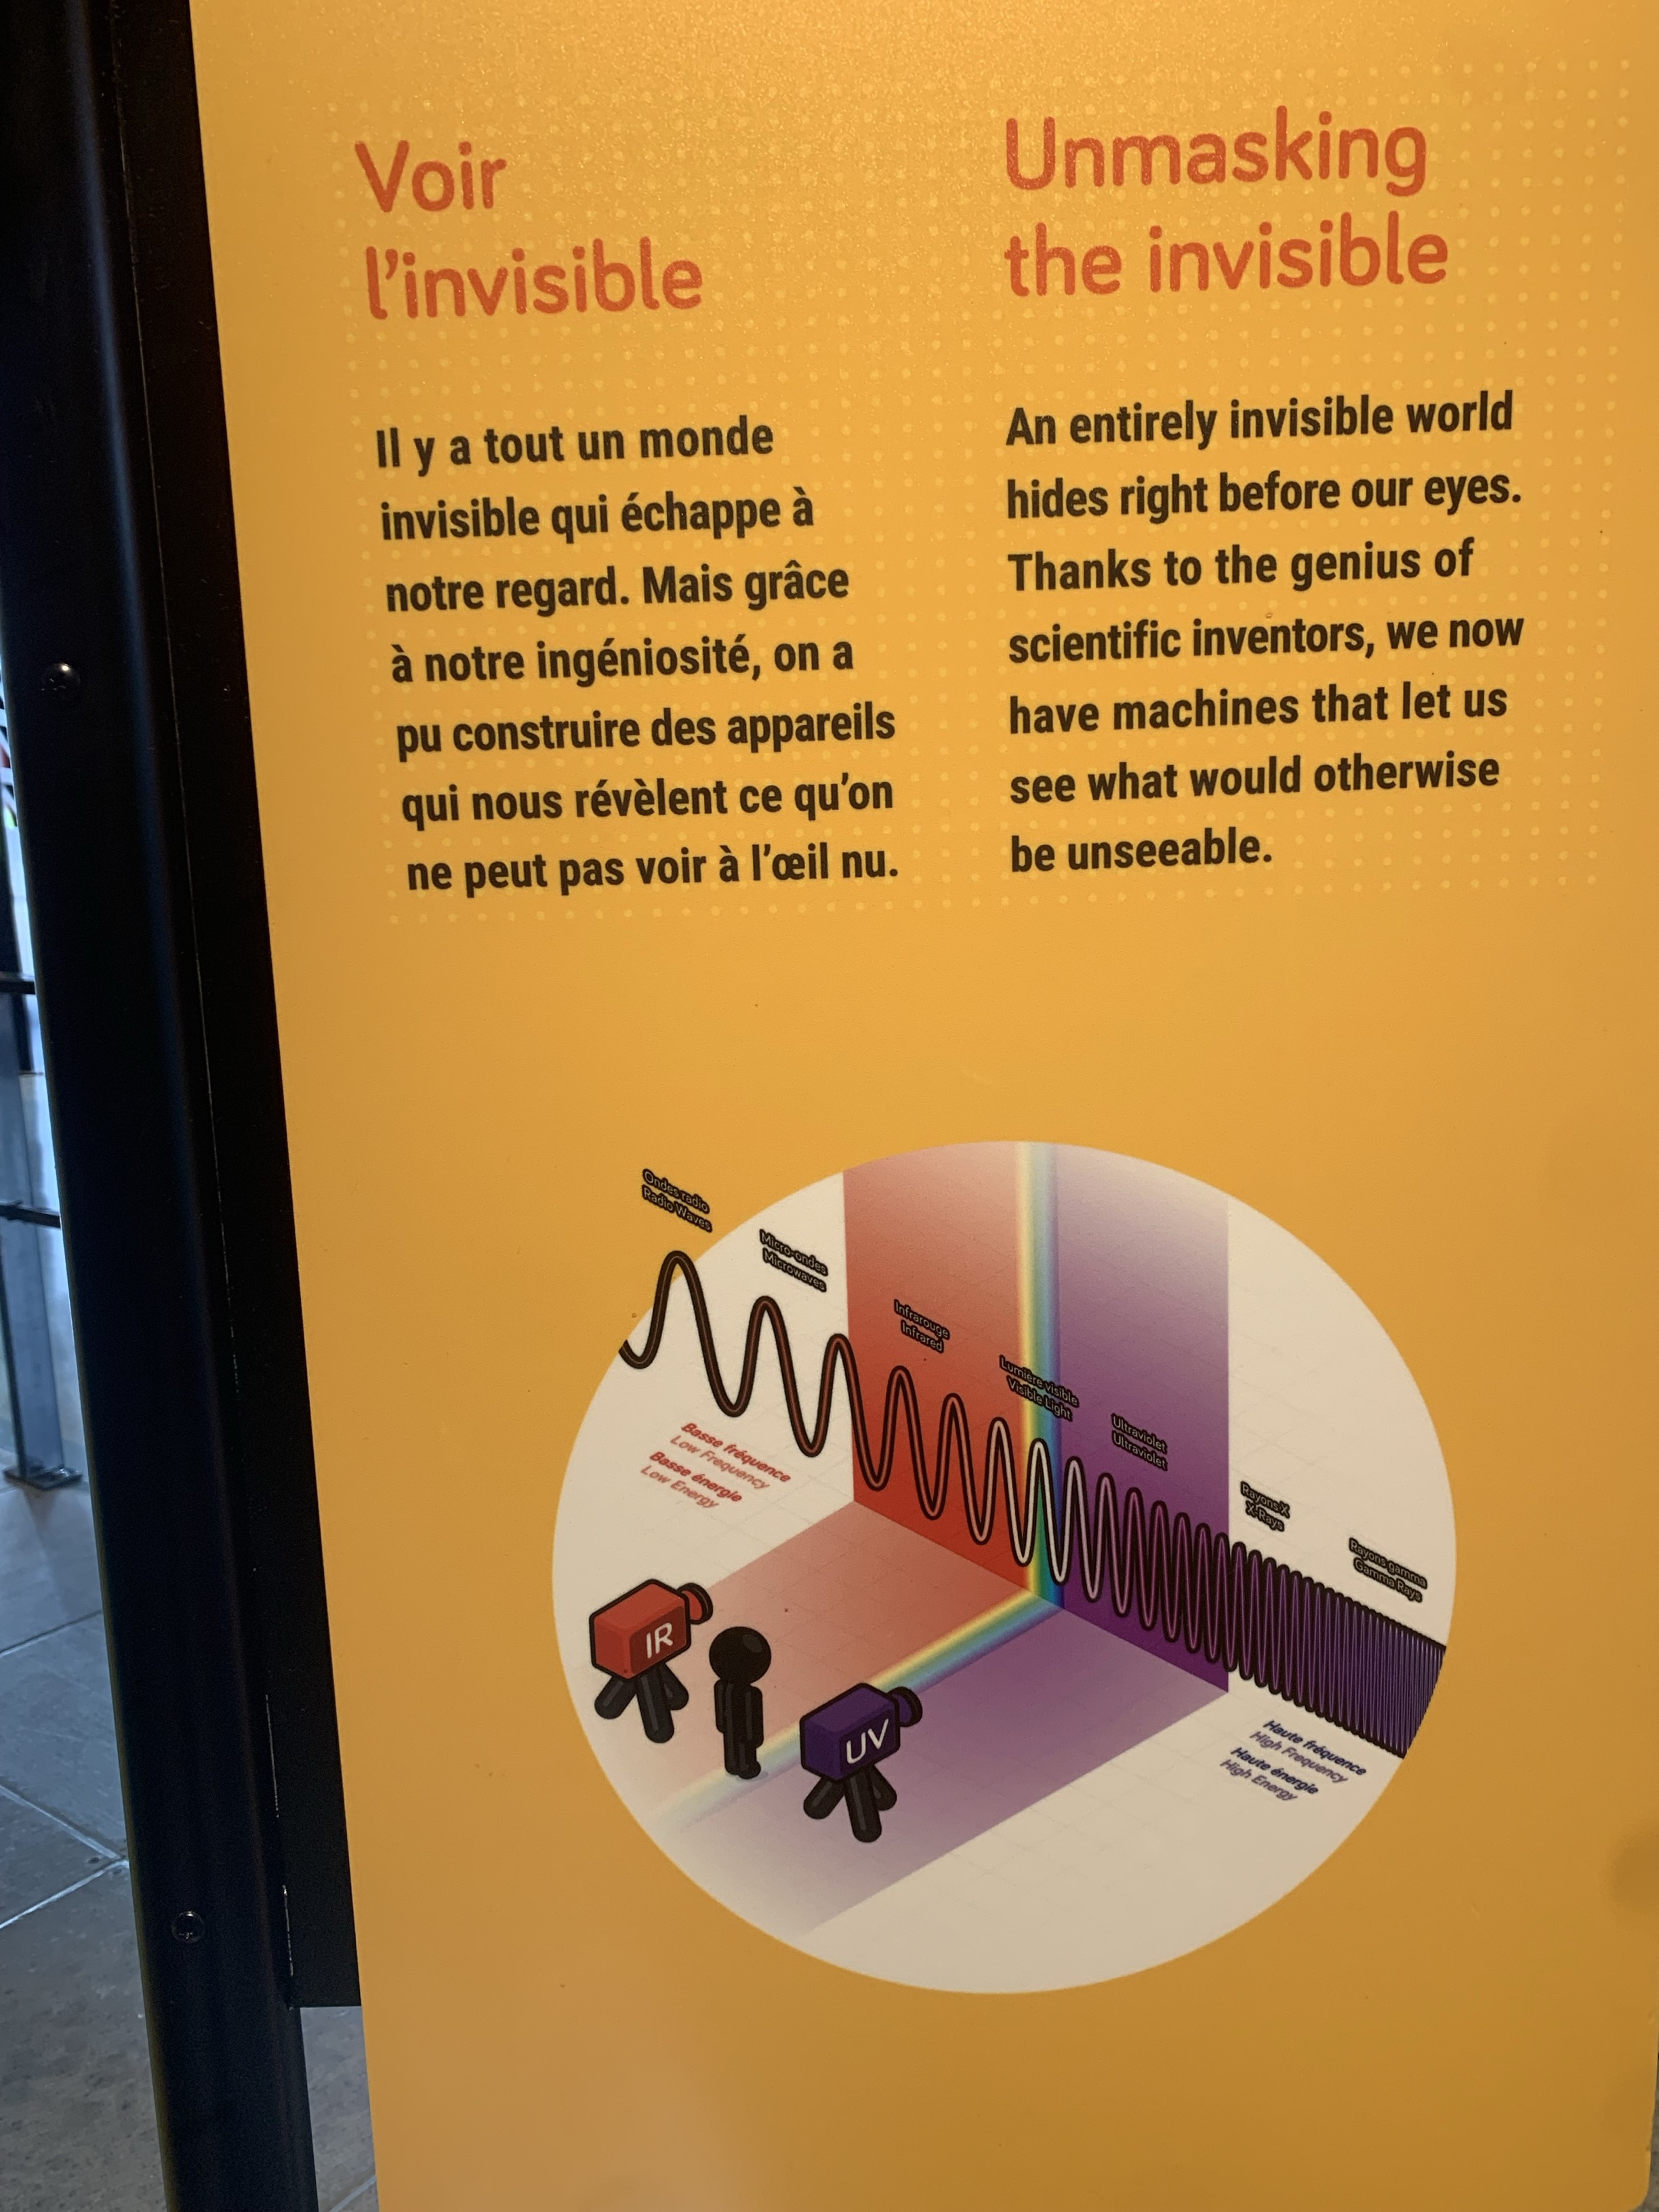 Voir
l'invisible
Il y a tout un monde
invisible qui échappe à
notre regard. Mais grâce
à notre ingéniosité, on a
pu construire des appareils
qui nous révèlent ce qu'on
ne peut pas voir à l'œil nu.
Unmasking
the invisible
An entirely invisible world
hides right before our eyes.
Thanks to the genius of
scientific inventors, we now
have machines that let us
see what would otherwise
be unseeable.
Ondes radio
Radio Waves
Micro-ondes
Microwaves
Infrarouge
Infrared
Lumière visible
Visible Light
Ultraviolet
Ultraviolet
Rayons-X
X-Rays
Rayons gamma
Gamma Rays
Basse fréquence
Low Frequency
Basse énergie
Low Energy
IR
UV
Haute fréquence
High Frequency
Haute énergie
High Energy